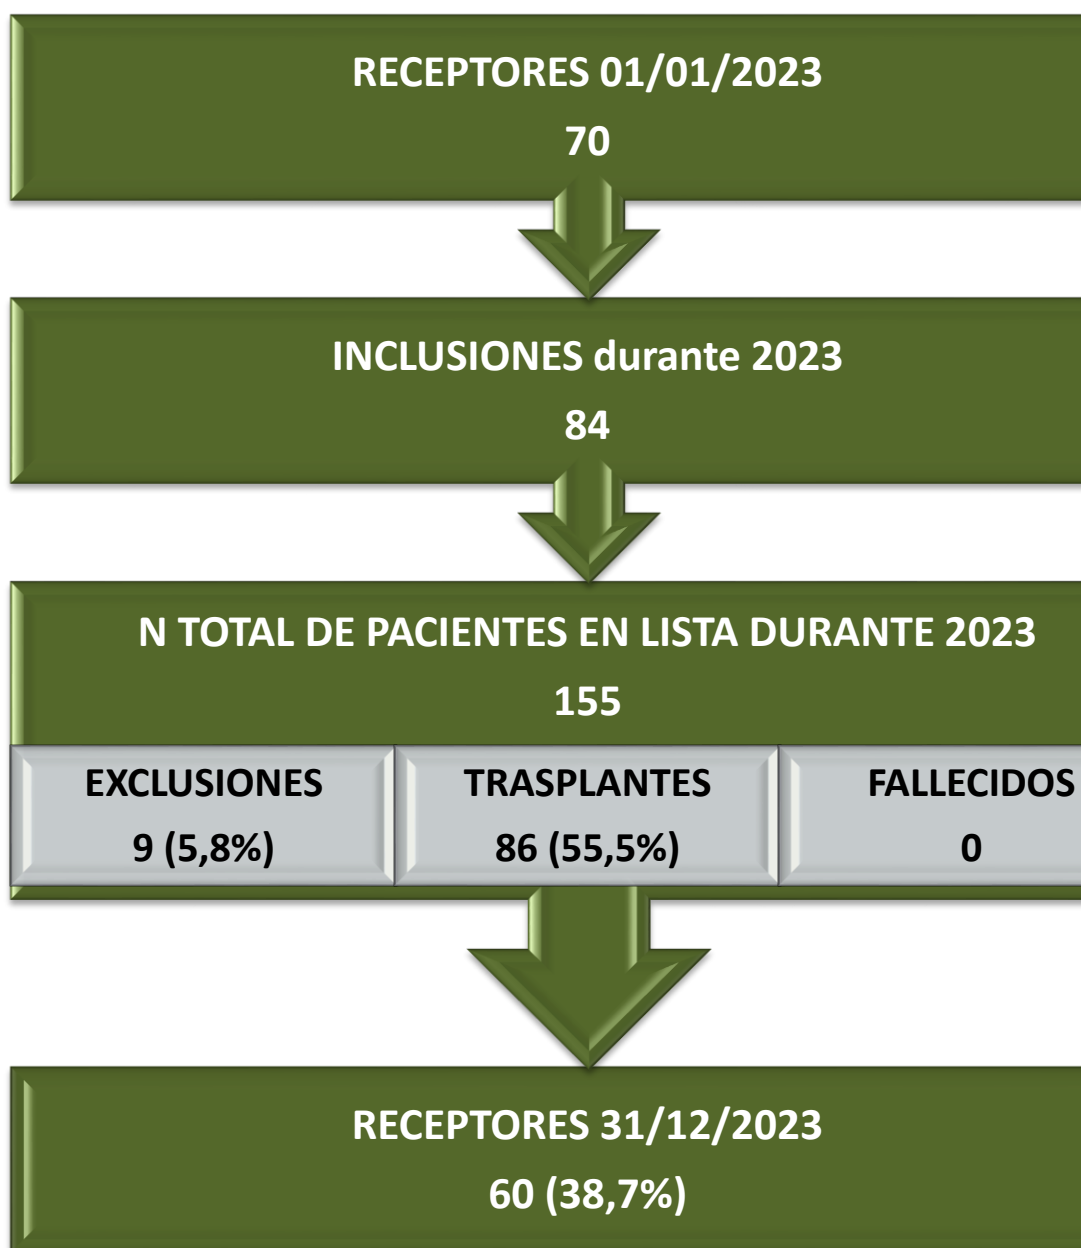 RECEPTORES 01/01/2023
70
INCLUSIONES durante 2023
84
N TOTAL DE PACIENTES EN LISTA DURANTE 2023
155
EXCLUSIONES
9 (5,8%)
TRASPLANTES
86 (55,5%)
FALLECIDOS
0
RECEPTORES 31/12/2023
60 (38,7%)